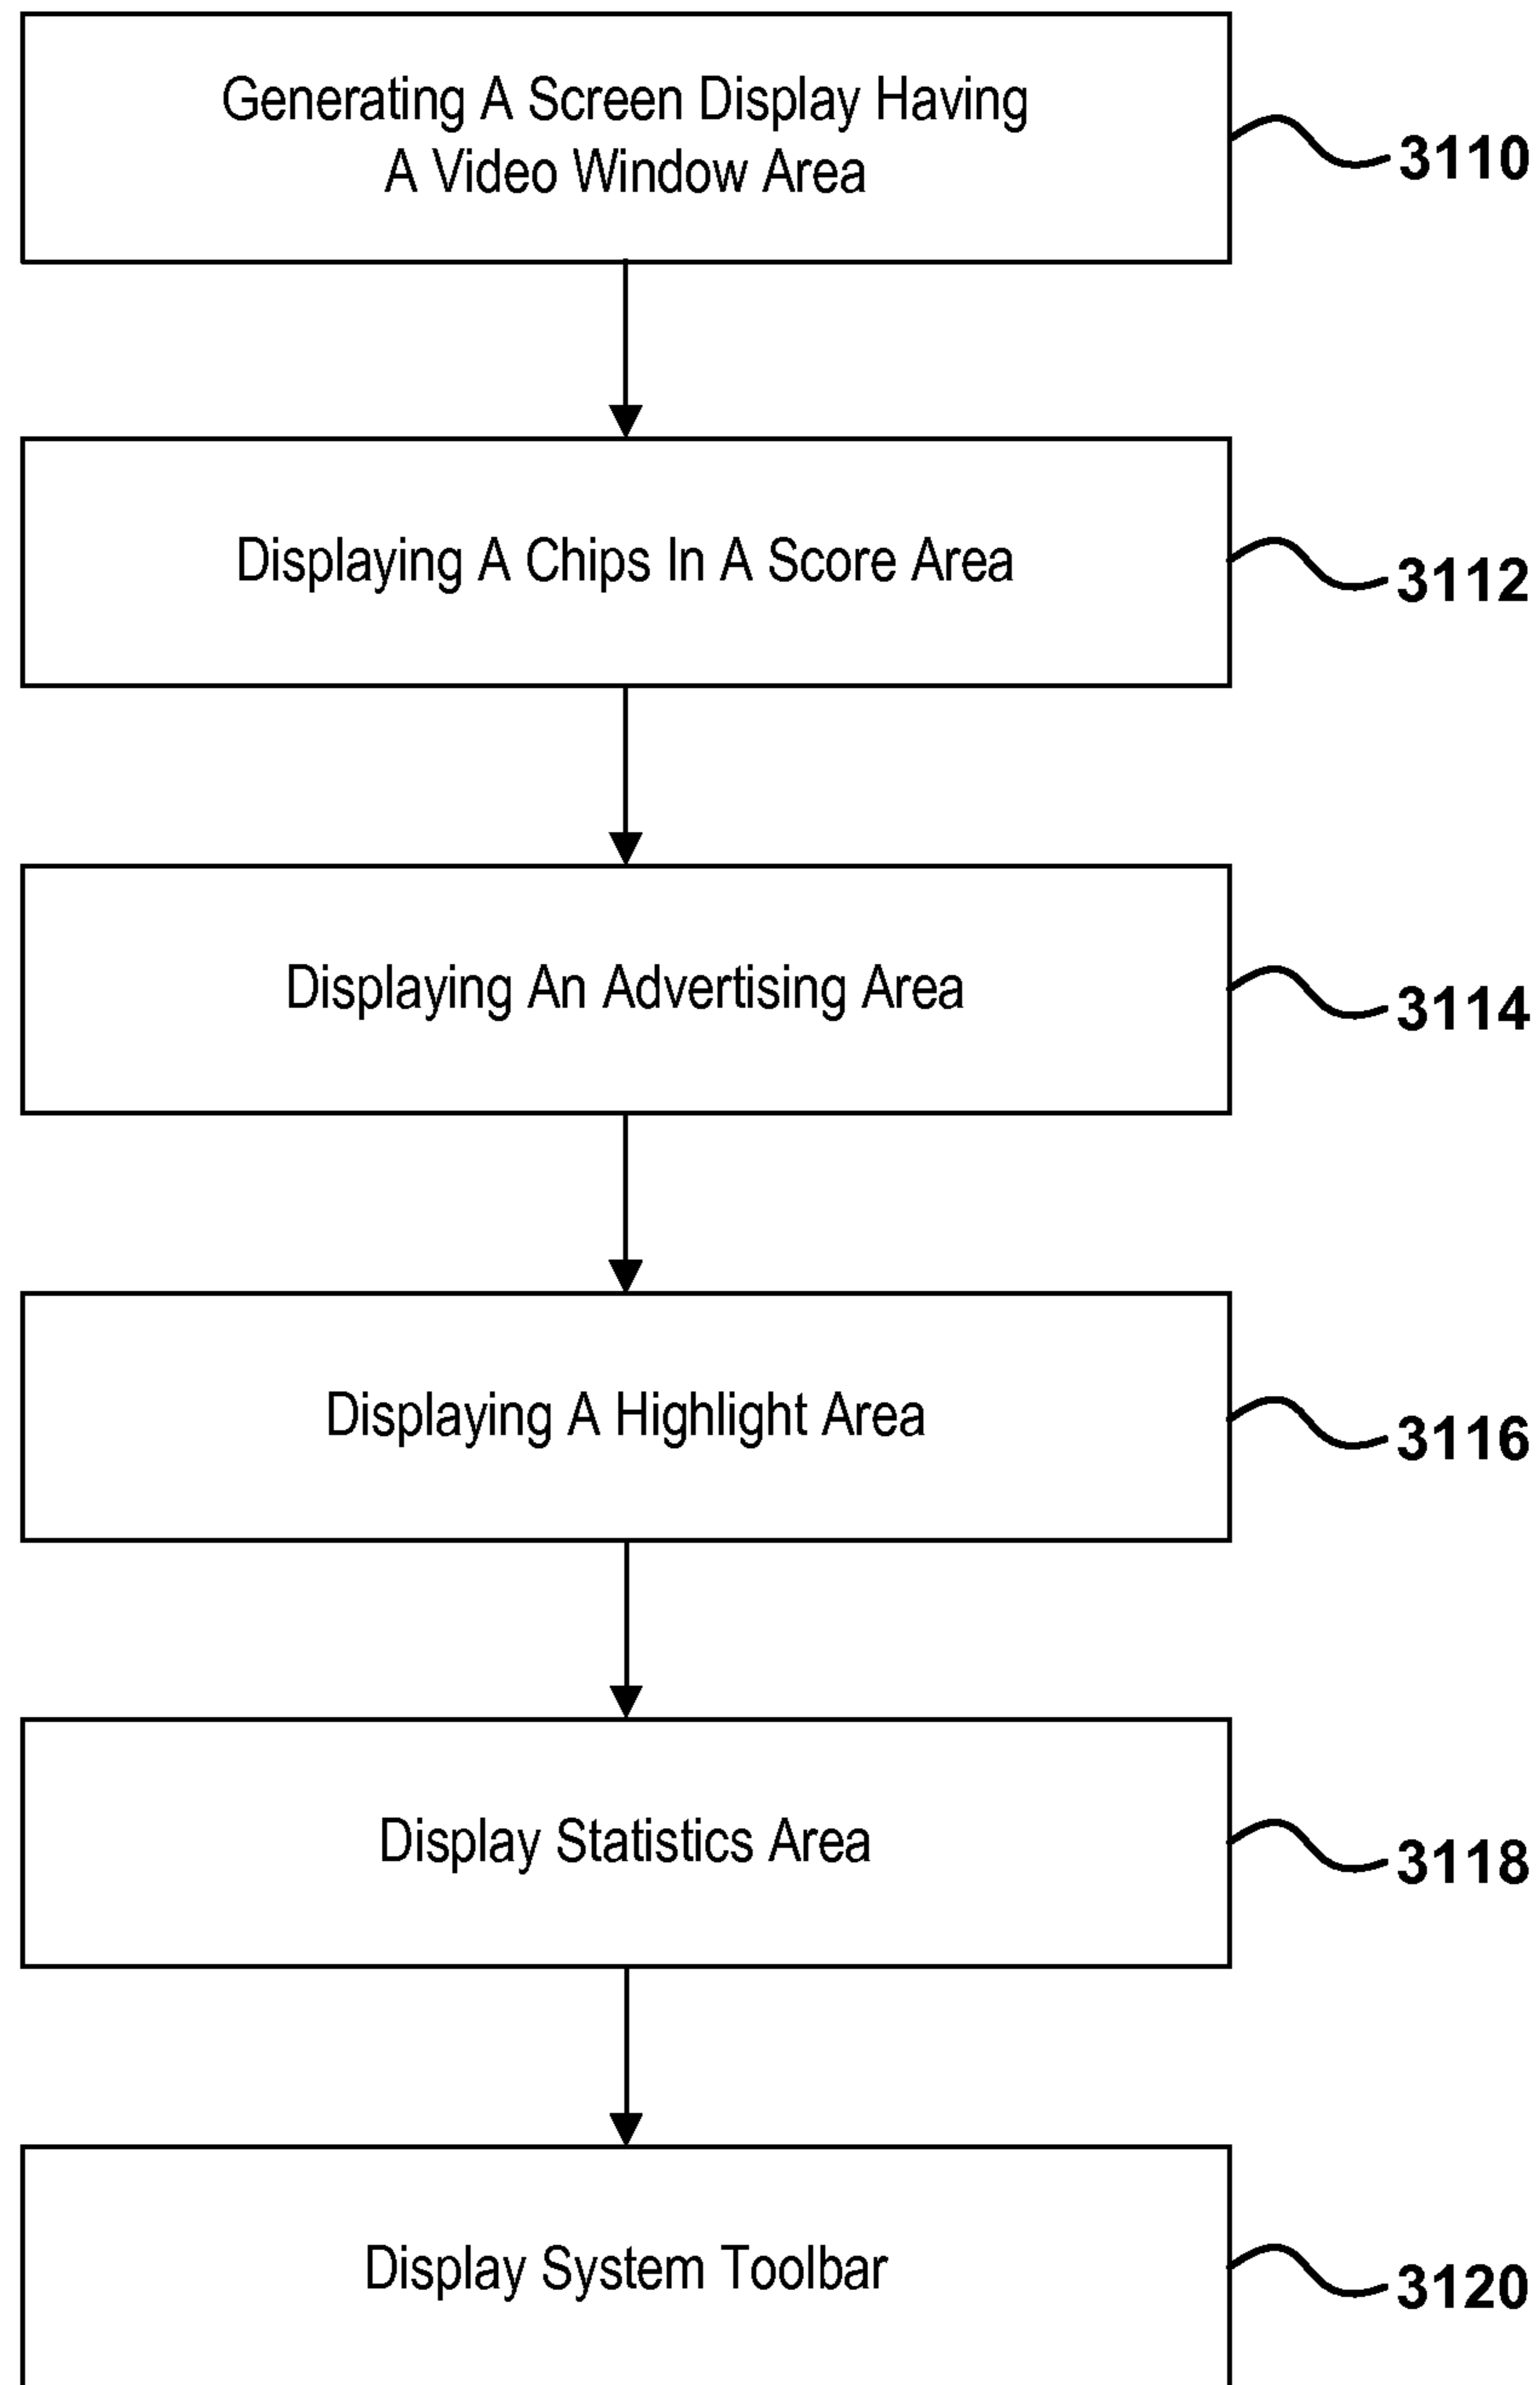 Generating A Screen Display Having
A Video Window Area
3110
Displaying A Chips In A Score Area
3112
Displaying An Advertising Area
3114
Displaying A Highlight Area
3116
Display Statistics Area
3118
Display System Toolbar
3120